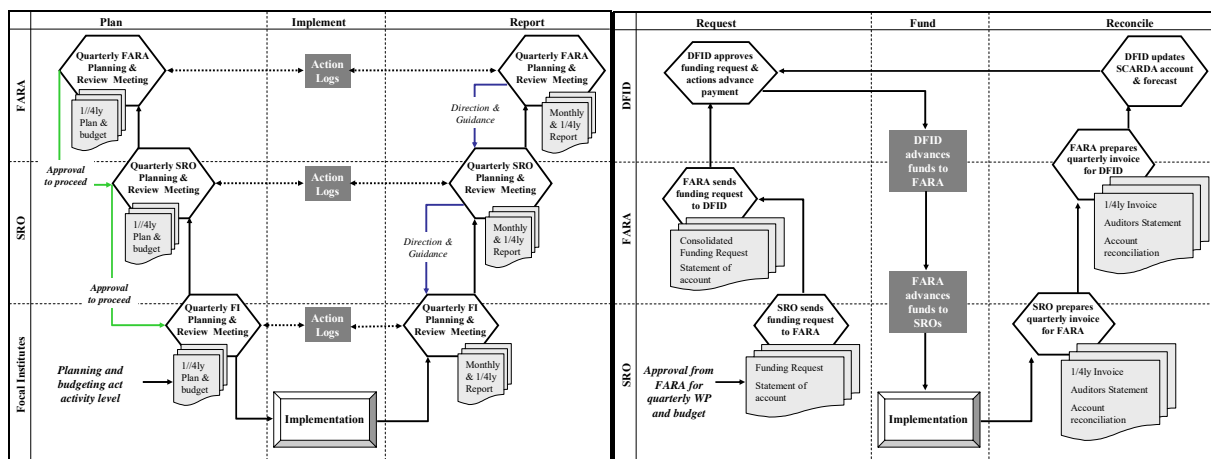 Plan
Implement
Report
FARA
Quarterly FARA
Planning &
Review Meeting
Action
Logs
Quarterly FARA
Planning &
Review Meeting
1//4ly
Plan &
budget
Direction &
Guidance
Monthly
& 1/4ly
Report
Approval
to proceed
SRO
Quarterly SRO
Planning &
Review Meeting
Action
Logs
Quarterly SRO
Planning &
Review Meeting
1//4ly
Plan &
budget
Direction &
Guidance
Monthly
& 1/4ly
Report
Approval
to proceed
Focal Institutes
Quarterly FI
Planning &
Review Meeting
Action
Logs
Quarterly FI
Planning &
Review Meeting
Planning and
budgeting act
activity level
1//4ly
Plan &
budget
Monthly
& 1/4ly
Report
Implementation
Request
Fund
Reconcile
DFID
DFID approves
funding request &
actions advance
payment
DFID updates
SCARDA account
& forecast
DFID
advances
funds to
FARA
FARA
FARA sends
funding request
to DFID
FARA prepares
quarterly invoice
for DFID
Consolidated
Funding Request
Statement of
account
1/4ly Invoice
Auditors Statement
Account
reconciliation
FARA
advances
funds to
SROs
SRO
SRO sends
funding request
to FARA
SRO prepares
quarterly invoice
for FARA
Approval from
FARA for
quarterly WP
and budget
Funding Request
Statement of
account
Implementation
1/4ly Invoice
Auditors Statement
Account
reconciliation